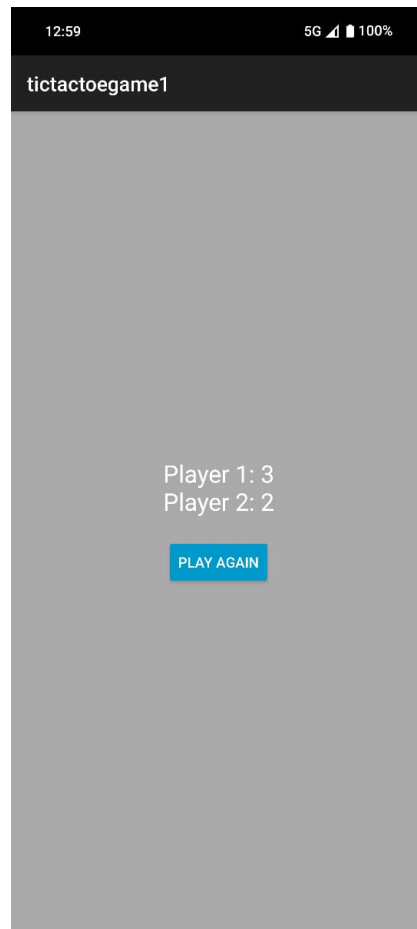 12:59 5G 100%
tictactoegame1
Player 1: 3
Player 2: 2
PLAY AGAIN